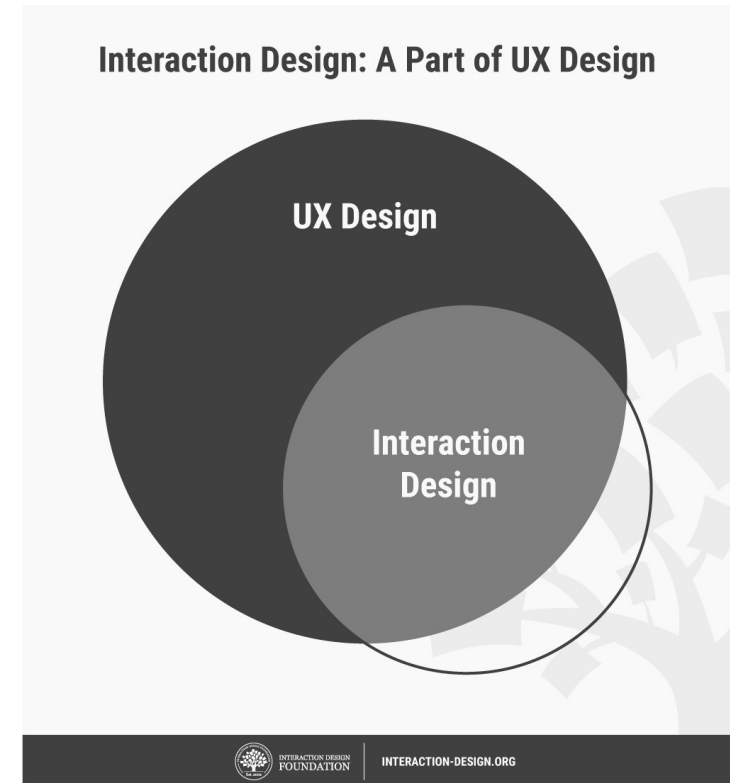 Interaction Design: A Part of UX Design
UX Design
Interaction
Design
INTERACTION DESIGN
FOUNDATION
INTERACTION-DESIGN.ORG